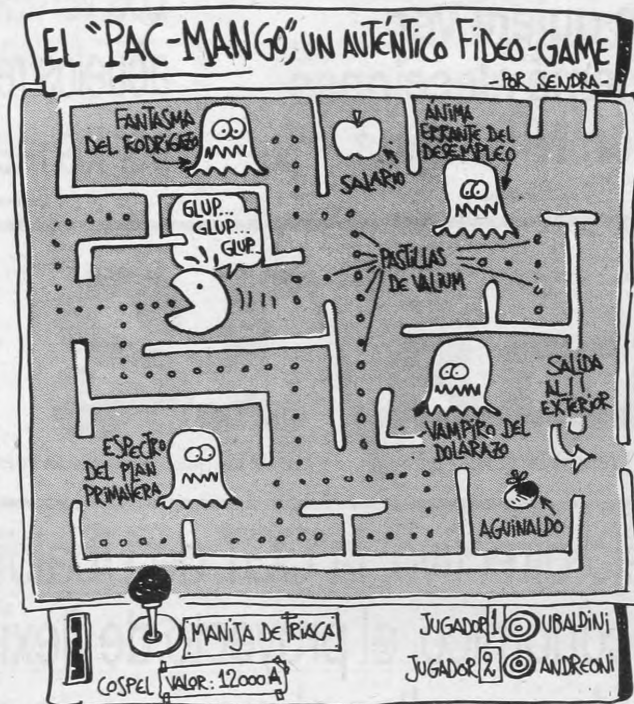 EL "PAC-MANGO", UN AUTÉNTICO FIDEO-GAME
- POR SENDRA -
FANTASMA
DEL RODRIGAZO
SALARIO
ÁNIMA
ERRANTE DEL
DESEMPLEO
GLUP...
GLUP...
GLUP..
PASTILLAS
DE VALIUM
ESPECTRO
DEL PLAN
PRIMAVERA
VAMPIRO DEL
DOLARAZO
SALIDA
AL
EXTERIOR
AGUINALDO
MANIJA DE TRIACA
COSPEL VALOR: 12000 A
JUGADOR 1 UBALDINI
JUGADOR 2 ANDREONI